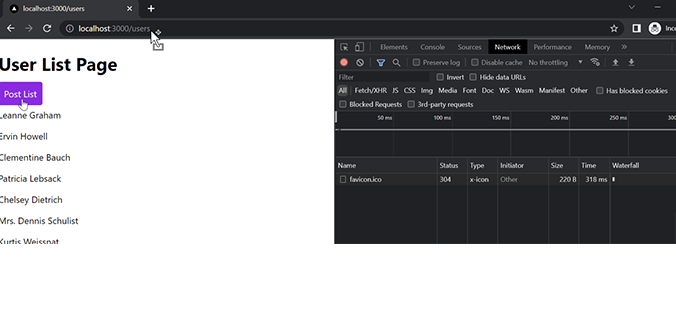 localhost:3000/users
localhost:3000/users
User List Page
Post List
Leanne Graham
Ervin Howell
Clementine Bauch
Patricia Lebsack
Chelsey Dietrich
Mrs. Dennis Schulist
Kurtis Weissnat
Elements Console Sources Network Performance Memory
Preserve log Disable cache No throttling
Filter Invert Hide data URLs
All Fetch/XHR JS CSS Img Media Font Doc WS Wasm Manifest Other Has blocked cookies
Blocked Requests 3rd-party requests
50 ms 100 ms 150 ms 200 ms 250 ms 300
Name Status Type Initiator Size Time Waterfall
favicon.ico 304 x-icon Other 220 B 318 ms